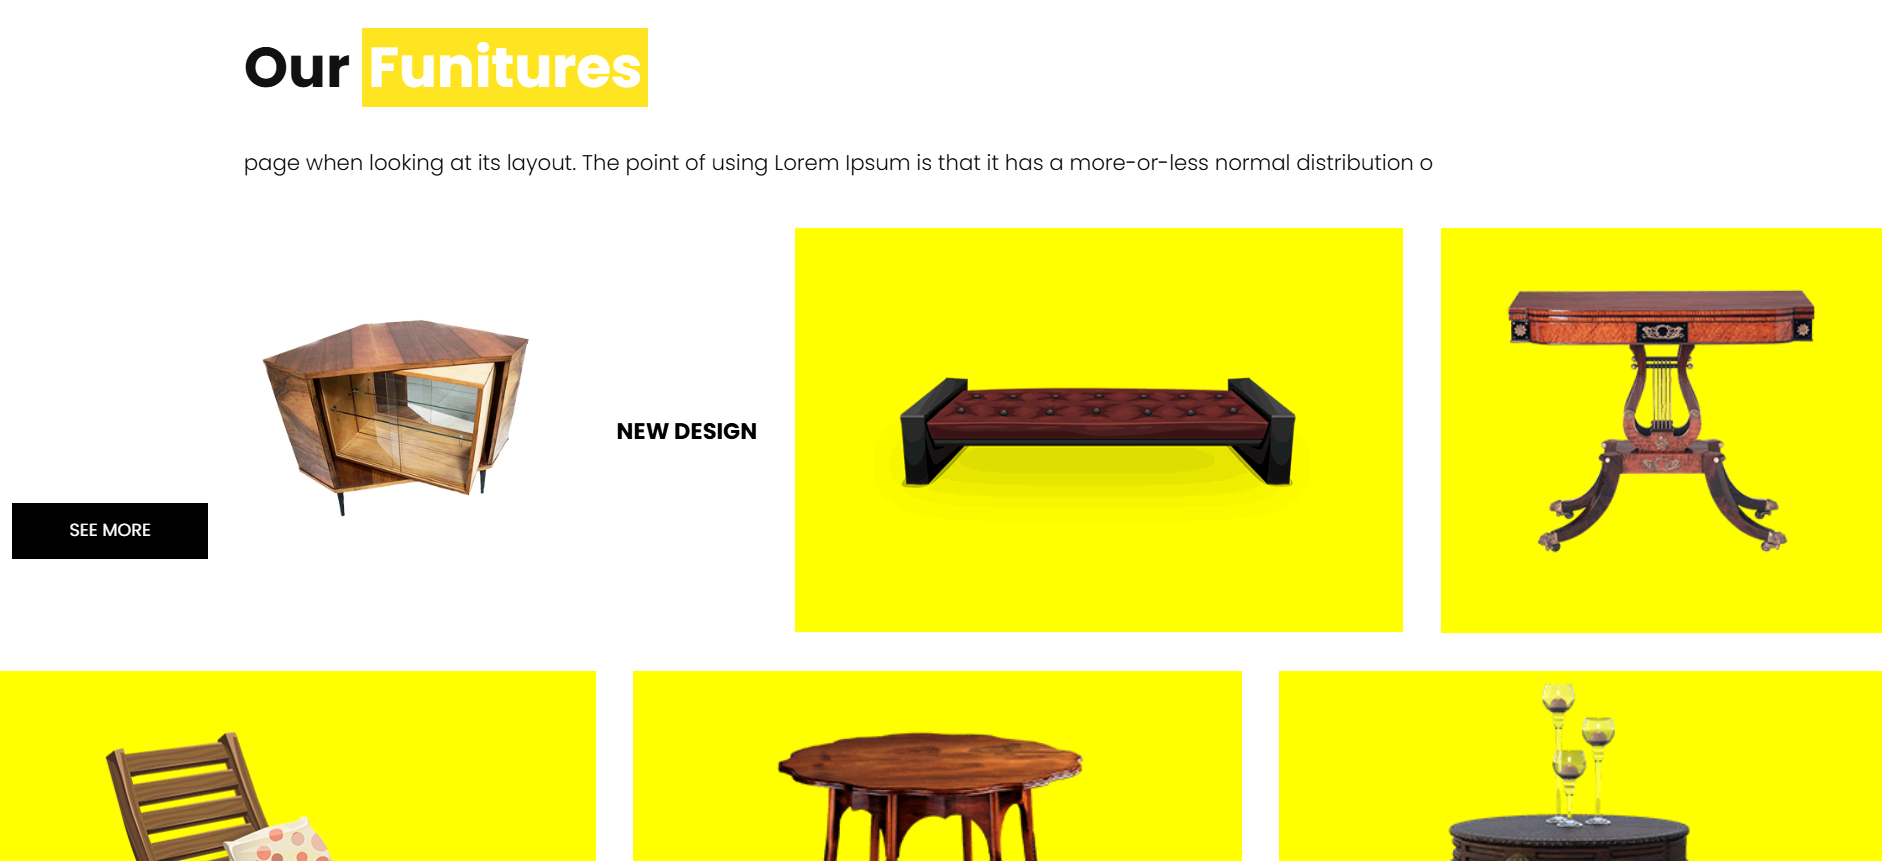 Our Funitures
page when looking at its layout. The point of using Lorem Ipsum is that it has a more-or-less normal distribution o
NEW DESIGN
SEE MORE